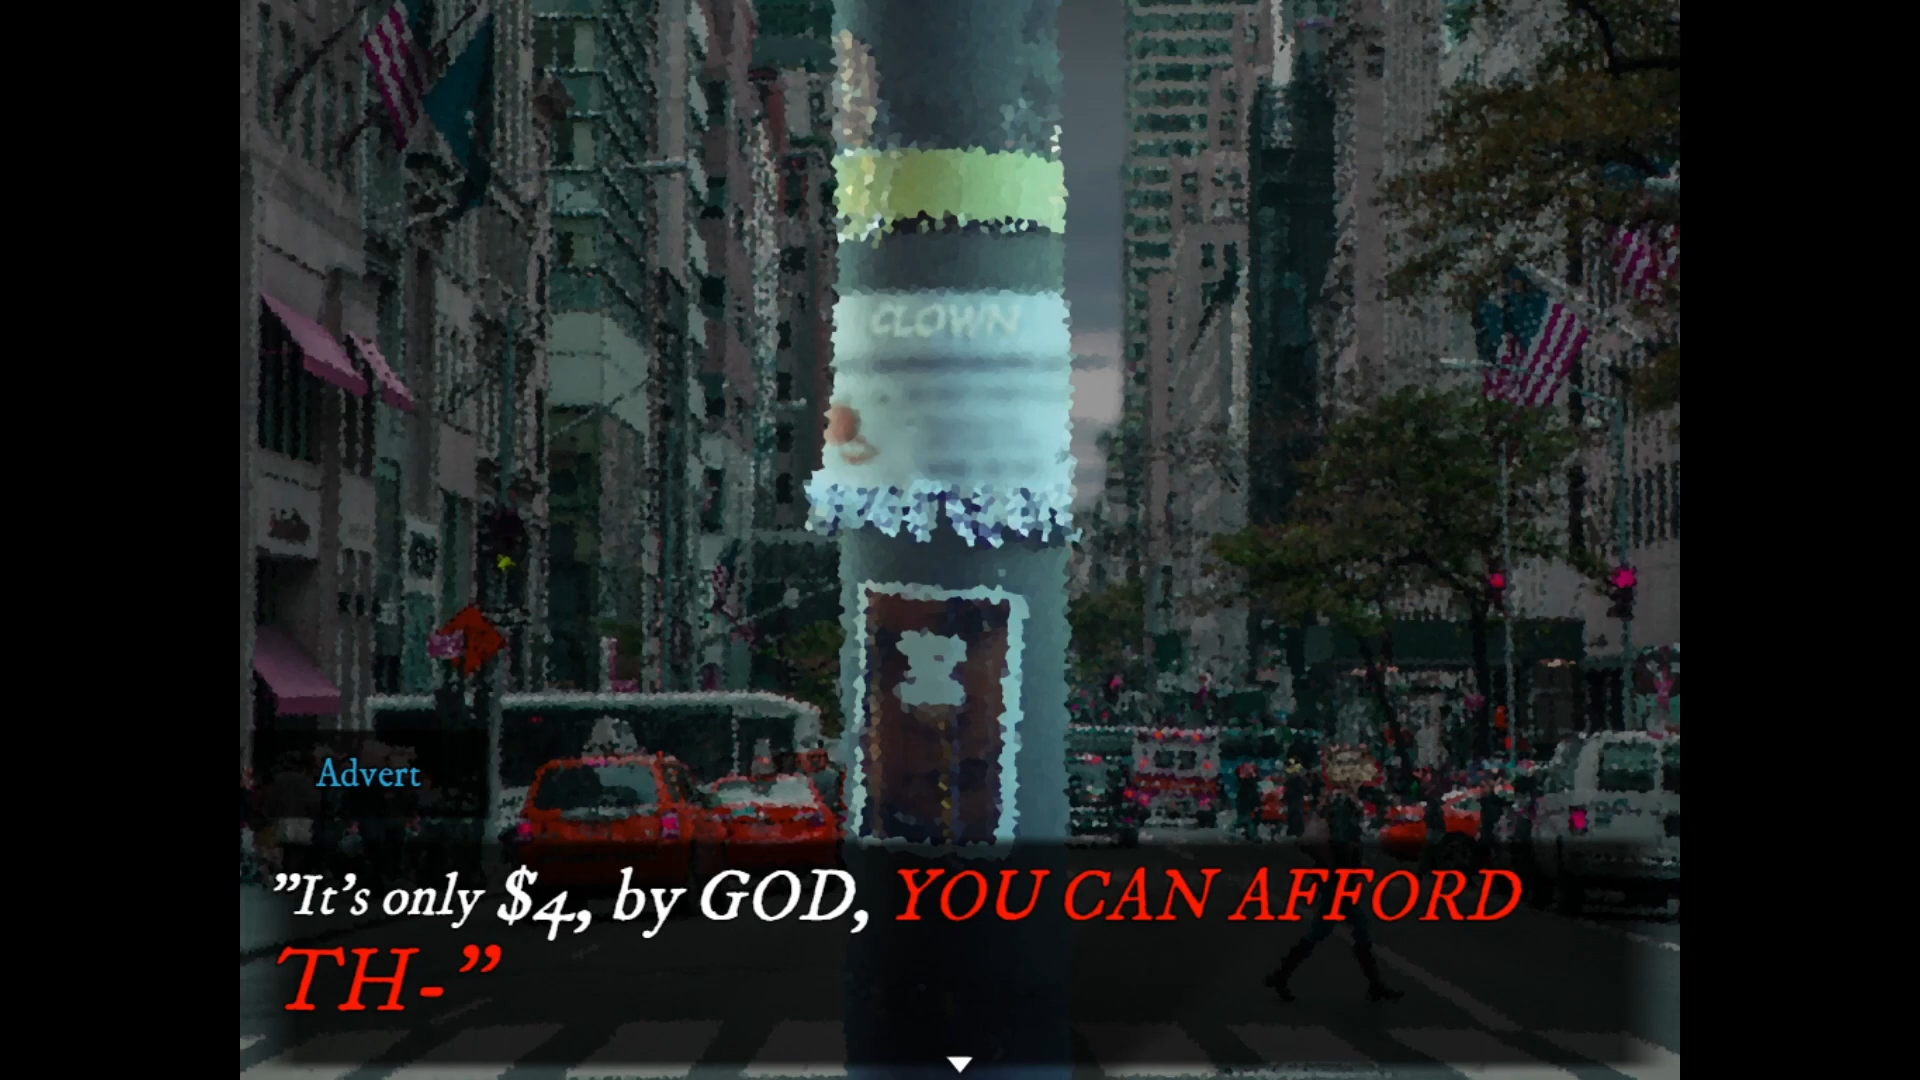 CLOWN
Advert
”It’s only $4, by GOD, YOU CAN AFFORD
TH-”